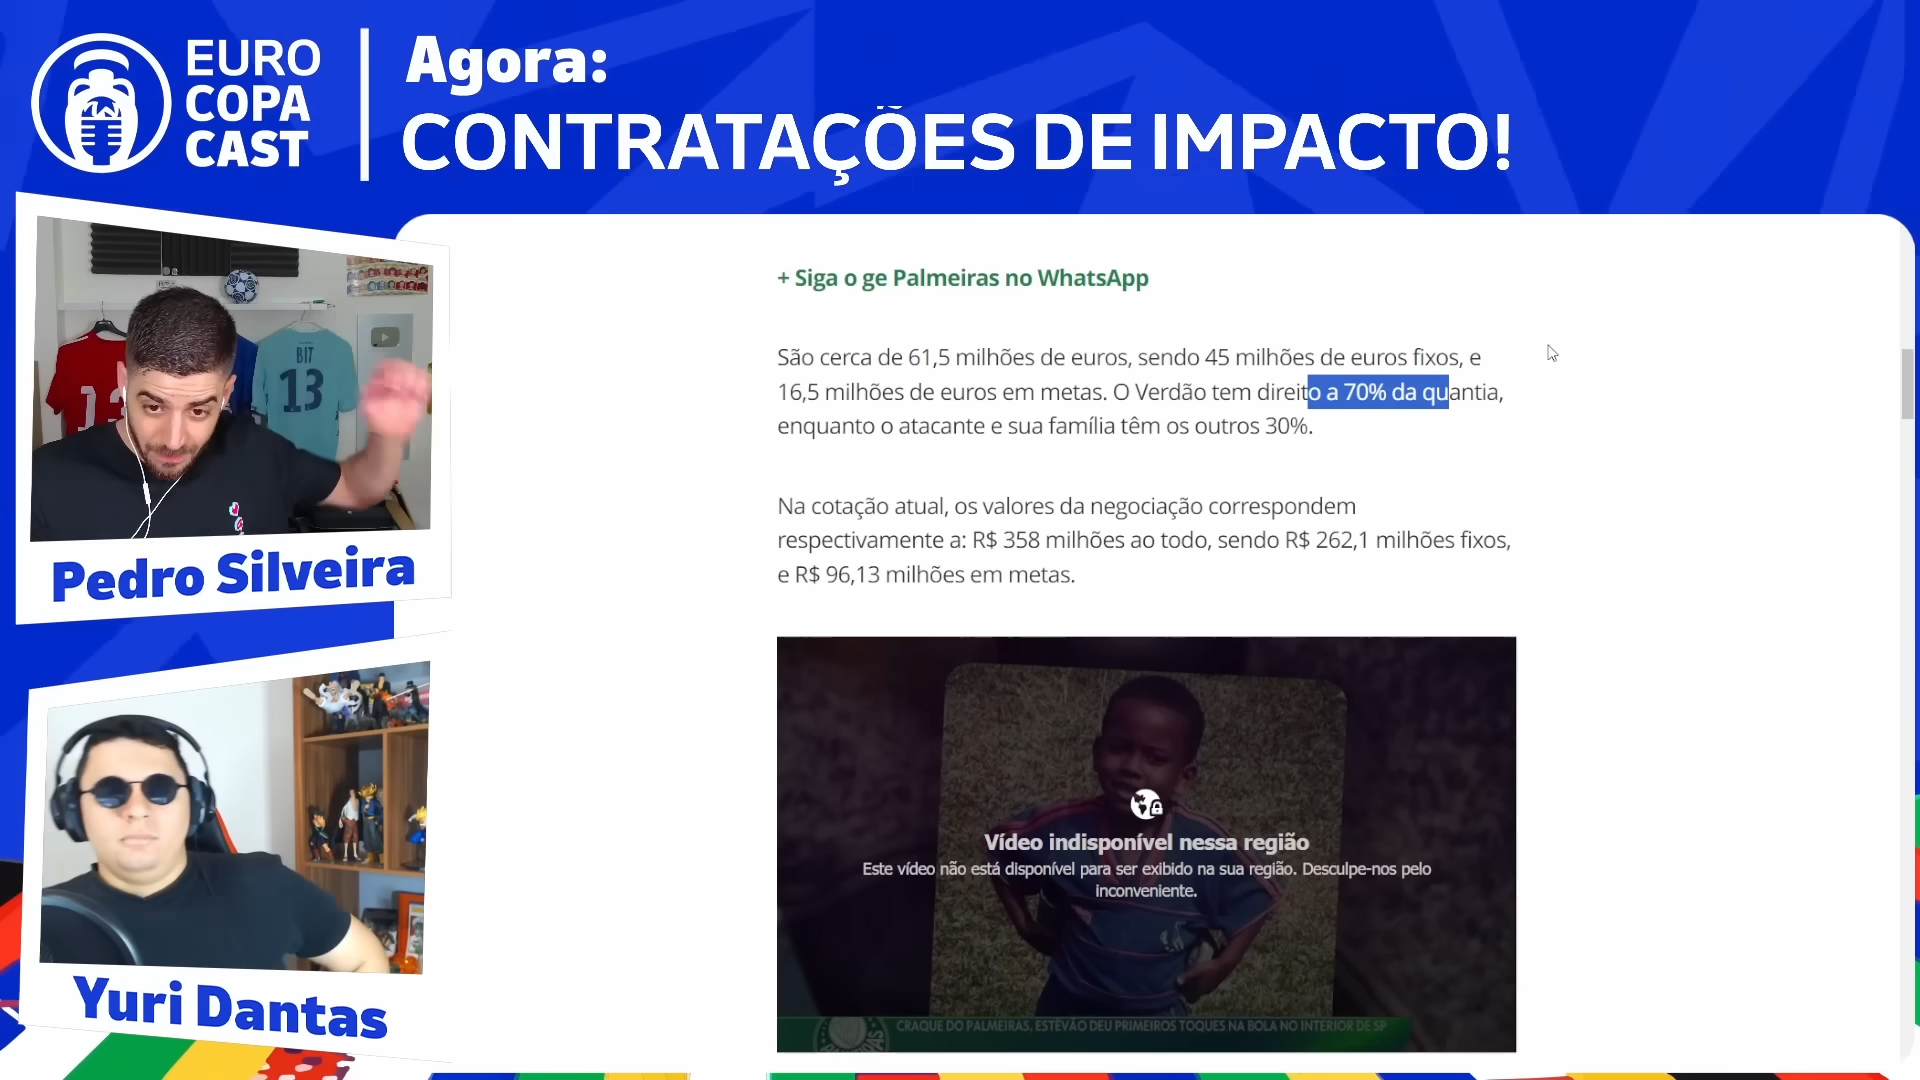 EURO
COPA
CAST
Agora:
CONTRATAÇÕES DE IMPACTO!
BIT
13
13
Pedro Silveira
Yuri Dantas
+ Siga o ge Palmeiras no WhatsApp
São cerca de 61,5 milhões de euros, sendo 45 milhões de euros fixos, e
16,5 milhões de euros em metas. O Verdão tem direito a 70% da quantia,
enquanto o atacante e sua família têm os outros 30%.
Na cotação atual, os valores da negociação correspondem
respectivamente a: R$ 358 milhões ao todo, sendo R$ 262,1 milhões fixos,
e R$ 96,13 milhões em metas.
Vídeo indisponível nessa região
Este vídeo não está disponível para ser exibido na sua região. Desculpe-nos pelo
inconveniente.
CRAQUE DO PALMEIRAS, ESTÊVÃO DEU PRIMEIROS TOQUES NA BOLA NO INTERIOR DE SP
PALMEIRAS